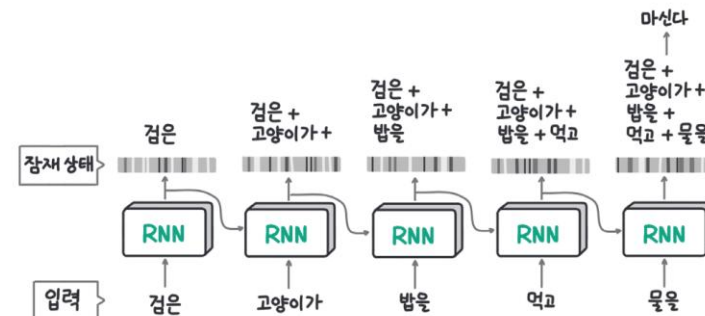 마신다
검은
검은 +
고양이가 +
검은 +
고양이가 +
밥을
검은 +
고양이가 +
밥을 + 먹고
검은 +
고양이가 +
밥을 +
먹고 + 물을
잠재 상태
RNN
RNN
RNN
RNN
RNN
입력
검은
고양이가
밥을
먹고
물을